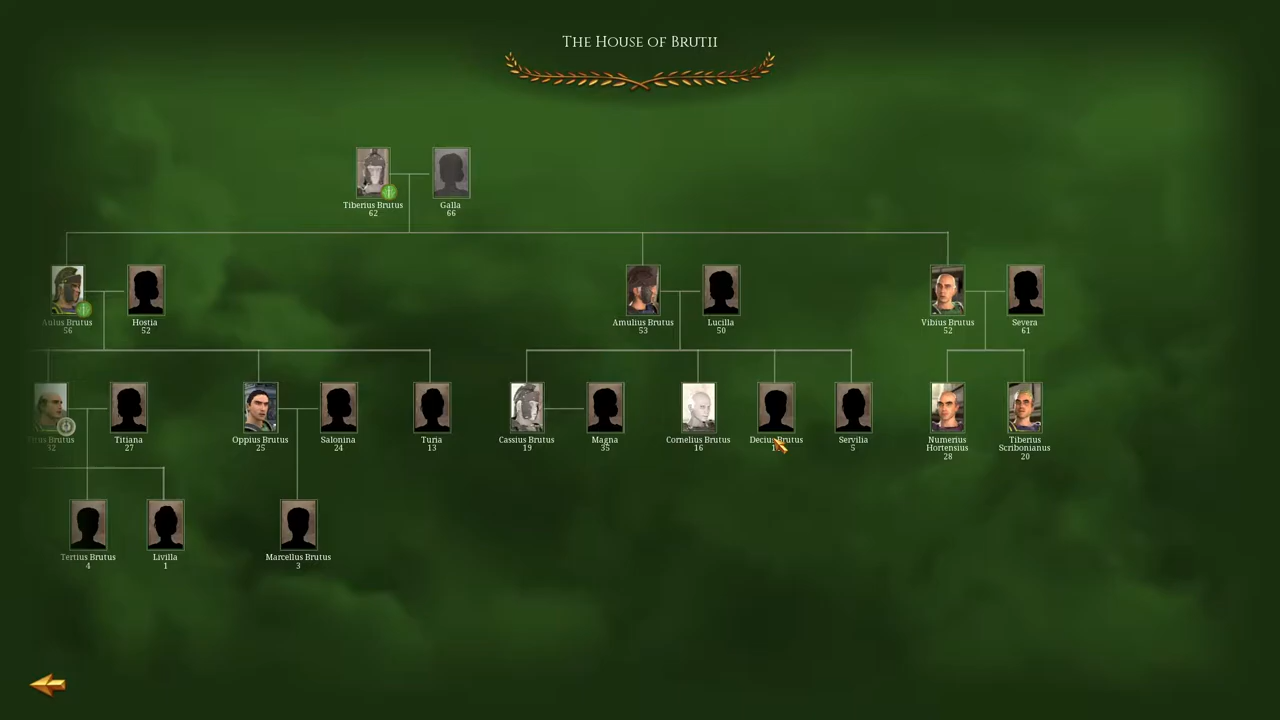 The House of Brutii
Tiberius Brutus
62
Galla
66
Aulus Brutus
56
Hostia
52
Amulius Brutus
53
Lucilla
50
Vibius Brutus
52
Severa
61
Brutus
32
Titiana
27
Oppius Brutus
25
Salonina
24
Turia
13
Cassius Brutus
19
Magna
35
Cornelius Brutus
16
Decius Brutus
Servilia
5
Numerius
Hortensius
28
Tiberius
Scribonianus
20
Tertius Brutus
4
Livilla
1
Marcellus Brutus
3